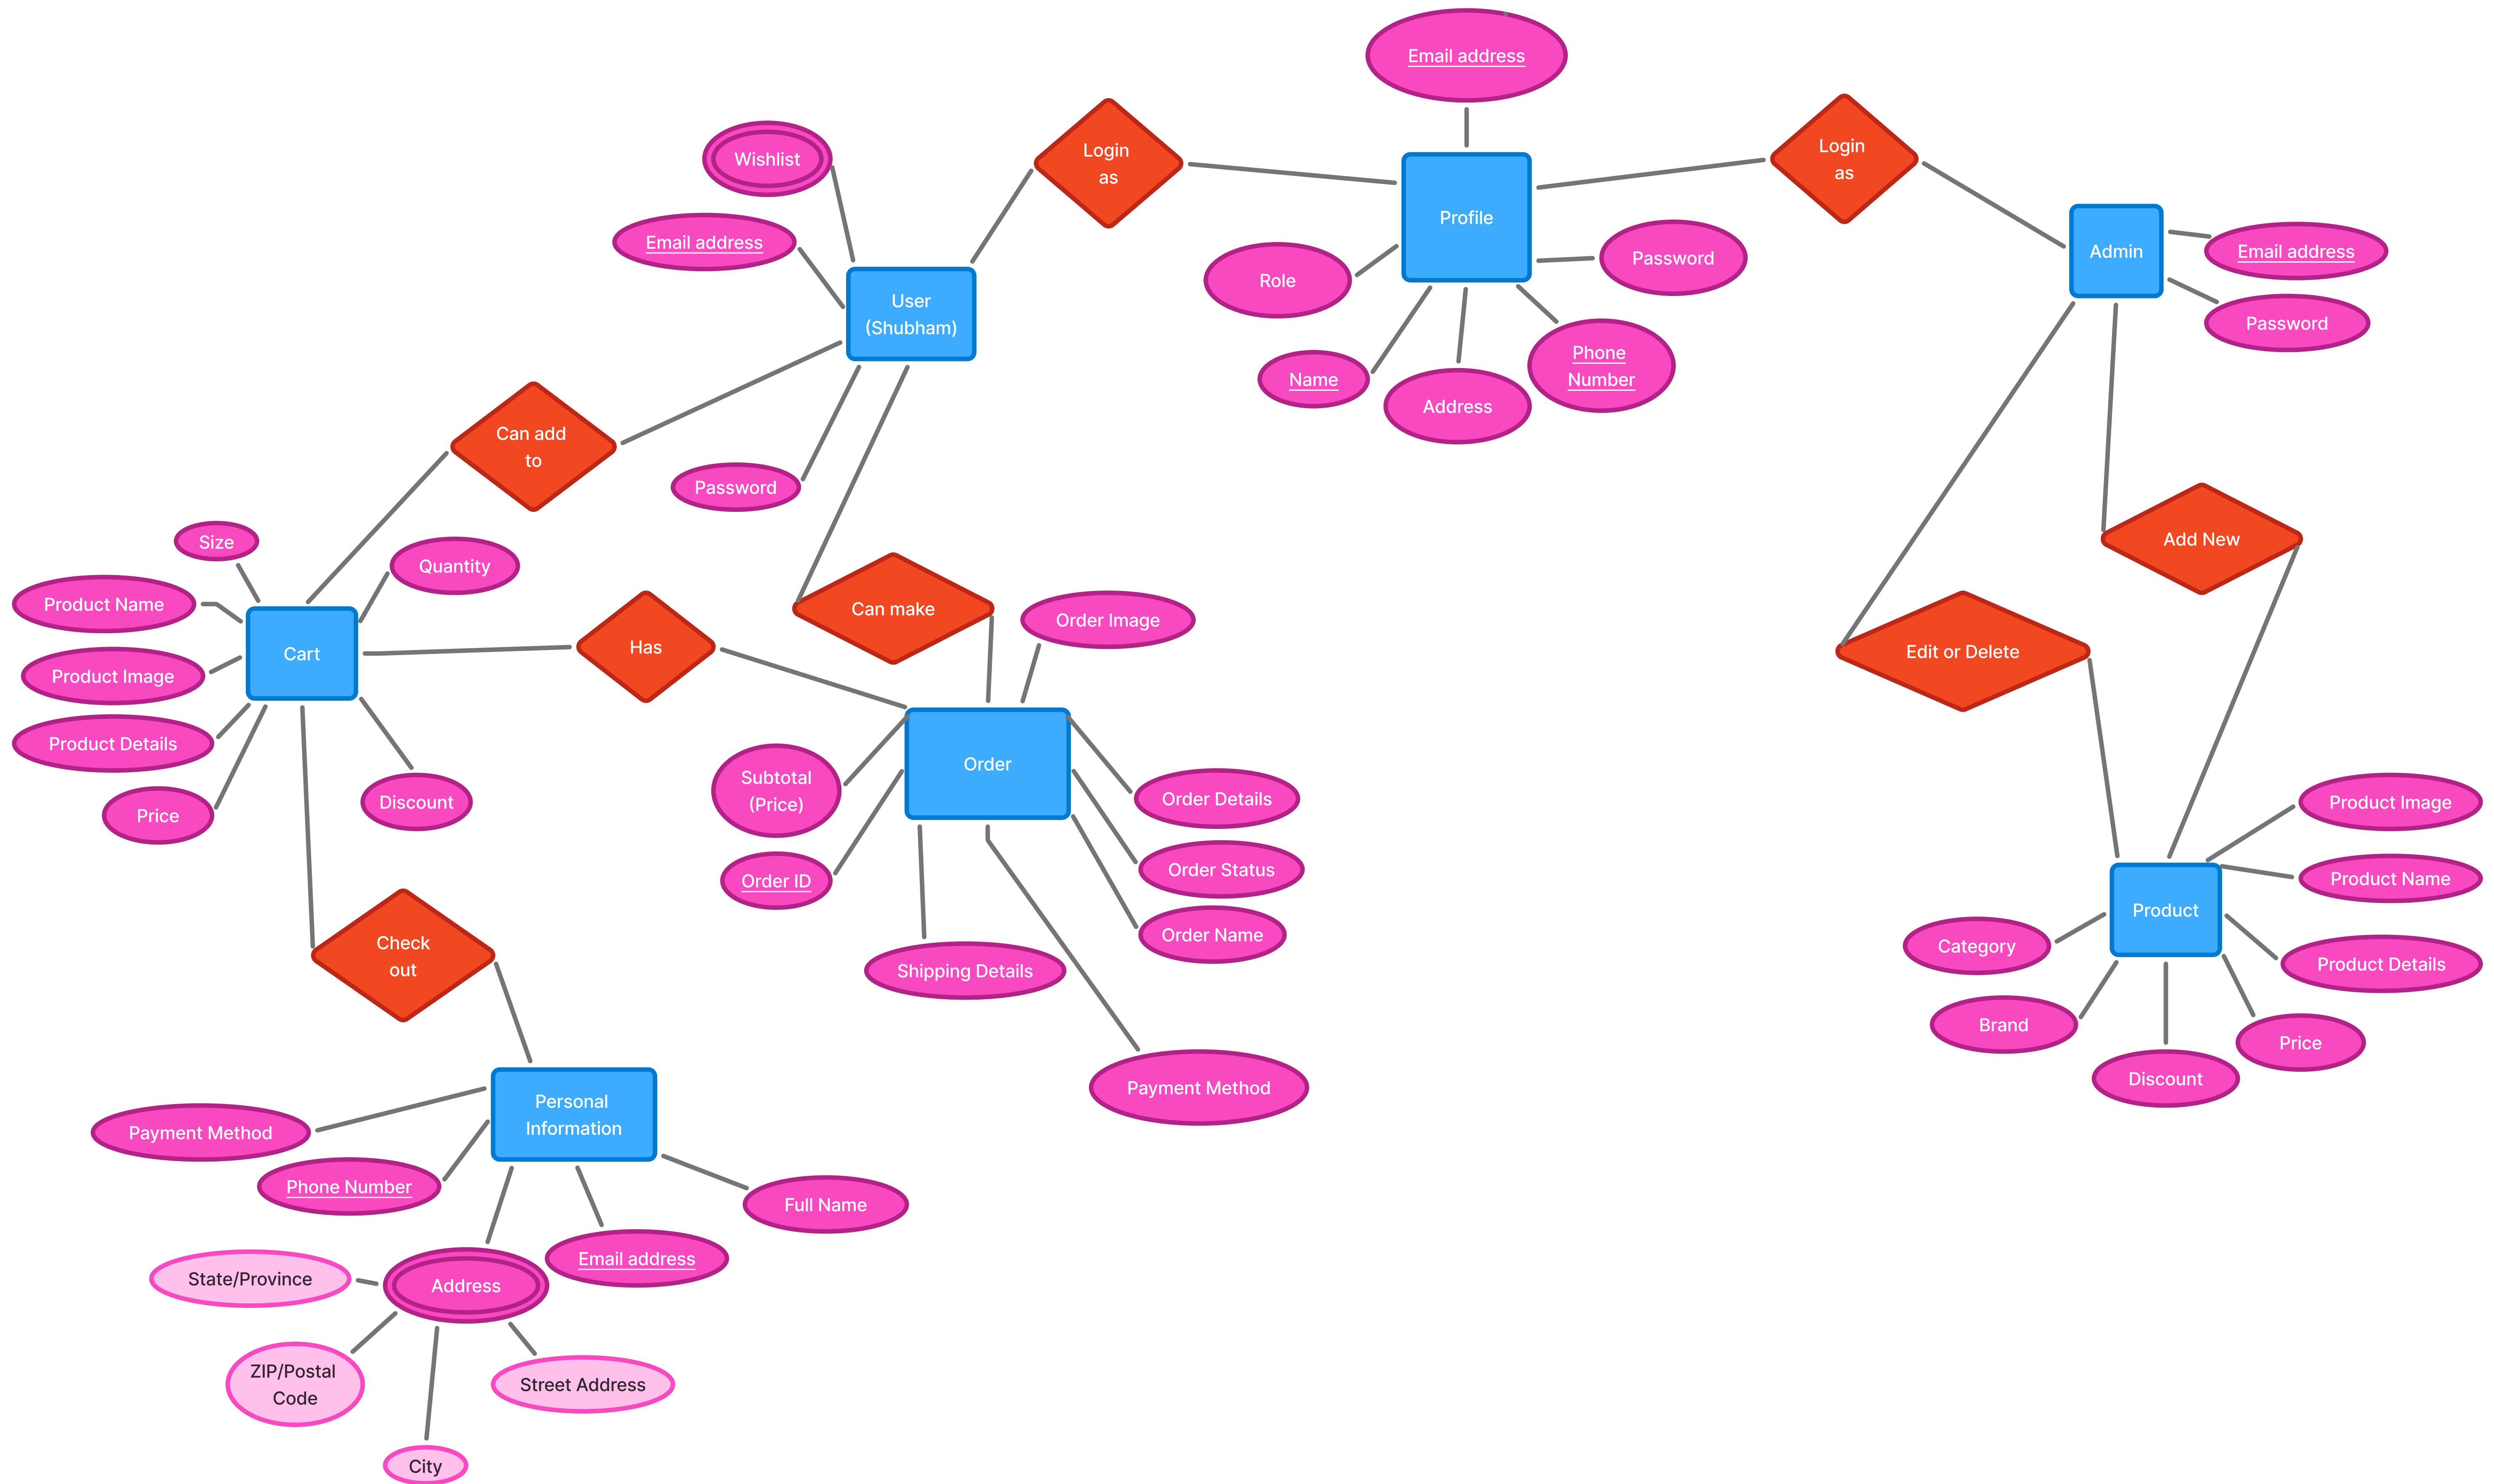 Email address
Login
as
Login
as
Wishlist
Email address
User
(Shubham)
Profile
Role
Password
Name
Address
Phone
Number
Admin
Email address
Password
Can add
to
Password
Size
Quantity
Product Name
Cart
Product Image
Product Details
Price
Discount
Has
Can make
Order Image
Order
Subtotal
(Price)
Order ID
Order Details
Order Status
Order Name
Shipping Details
Payment Method
Add New
Edit or Delete
Product Image
Product Name
Product
Category
Product Details
Brand
Price
Discount
Check
out
Personal
Information
Payment Method
Phone Number
Full Name
Email address
State/Province
Address
ZIP/Postal
Code
Street Address
City